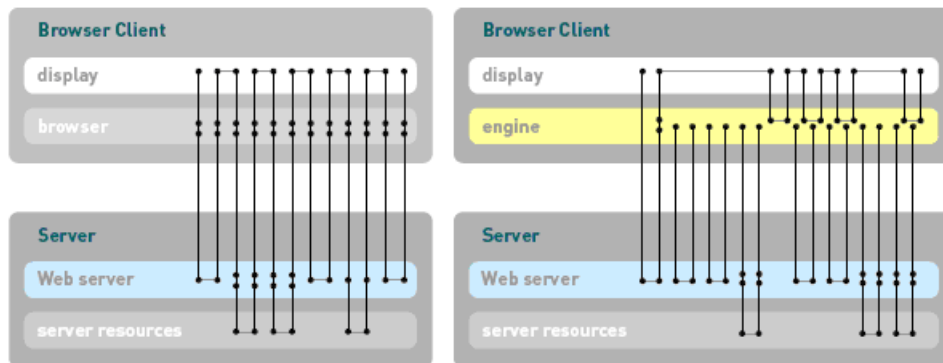 Browser Client
display
browser
Server
Web server
server resources
Browser Client
display
engine
Server
Web server
server resources